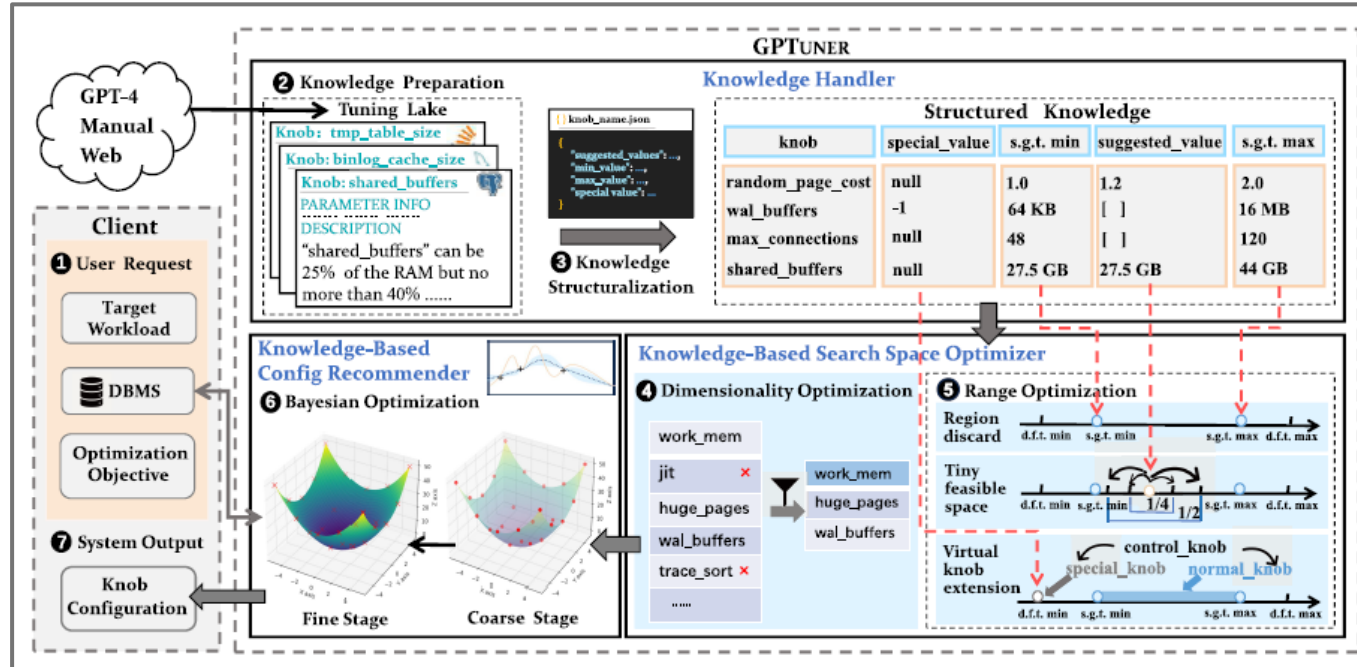 GPTUNER
GPT-4
Manual
Web
Client
❶ User Request
Target
Workload
DBMS
Optimization
Objective
❼ System Output
Knob
Configuration
Knowledge Handler
❷ Knowledge Preparation
Tuning Lake
Knob: tmp_table_size
Knob: binlog_cache_size
Knob: shared_buffers
PARAMETER INFO
DESCRIPTION
"shared_buffers" can be
25% of the RAM but no
more than 40% ......
{ } knob_name.json
{
"suggested_values": ...,
"min_value": ...,
"max_value": ...,
"special value": ...
}
❸ Knowledge
Structuralization
Structured Knowledge
knob special_value s.g.t. min suggested_value s.g.t. max
random_page_cost null 1.0 1.2 2.0
wal_buffers -1 64 KB [ ] 16 MB
max_connections null 48 [ ] 120
shared_buffers null 27.5 GB 27.5 GB 44 GB
Knowledge-Based
Config Recommender
❻ Bayesian Optimization
Fine Stage
Coarse Stage
Knowledge-Based Search Space Optimizer
❹ Dimensionality Optimization
work_mem
jit
huge_pages
wal_buffers
trace_sort
......
work_mem
huge_pages
wal_buffers
❺ Range Optimization
Region
discard
d.f.t. min s.g.t. min s.g.t. max d.f.t. max
Tiny
feasible
space
1/4
1/2
d.f.t. min s.g.t. min s.g.t. max d.f.t. max
Virtual
knob
extension
control_knob
special_knob normal_knob
d.f.t. min s.g.t. min s.g.t. max d.f.t. max